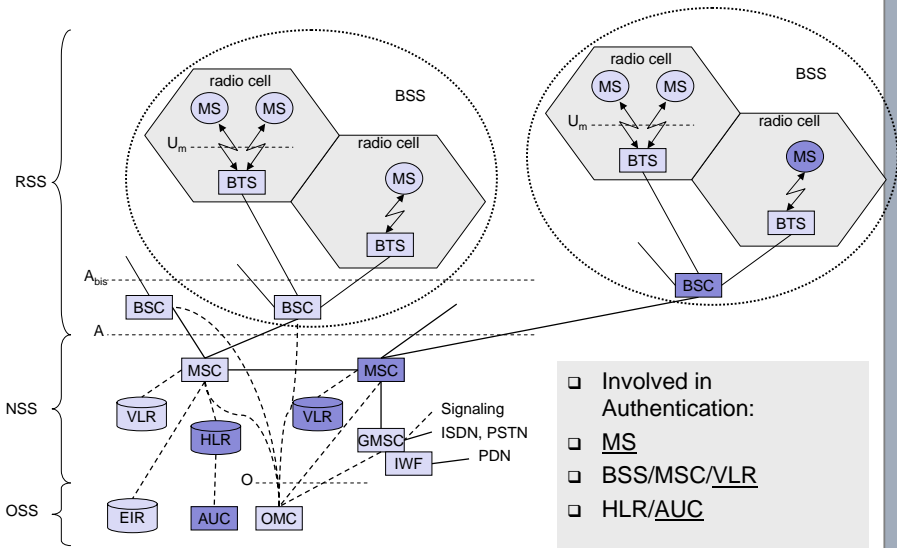 radio cell
MS
MS
BSS
radio cell
Um
BTS
MS
BTS
radio cell
MS
MS
BSS
radio cell
Um
BTS
MS
BTS
RSS
Abis
BSC
BSC
BSC
A
MSC
MSC
NSS
VLR
HLR
VLR
Signaling
GMSC
ISDN, PSTN
IWF
PDN
O
OSS
EIR
AUC
OMC
❑ Involved in
Authentication:
❑ MS
❑ BSS/MSC/VLR
❑ HLR/AUC